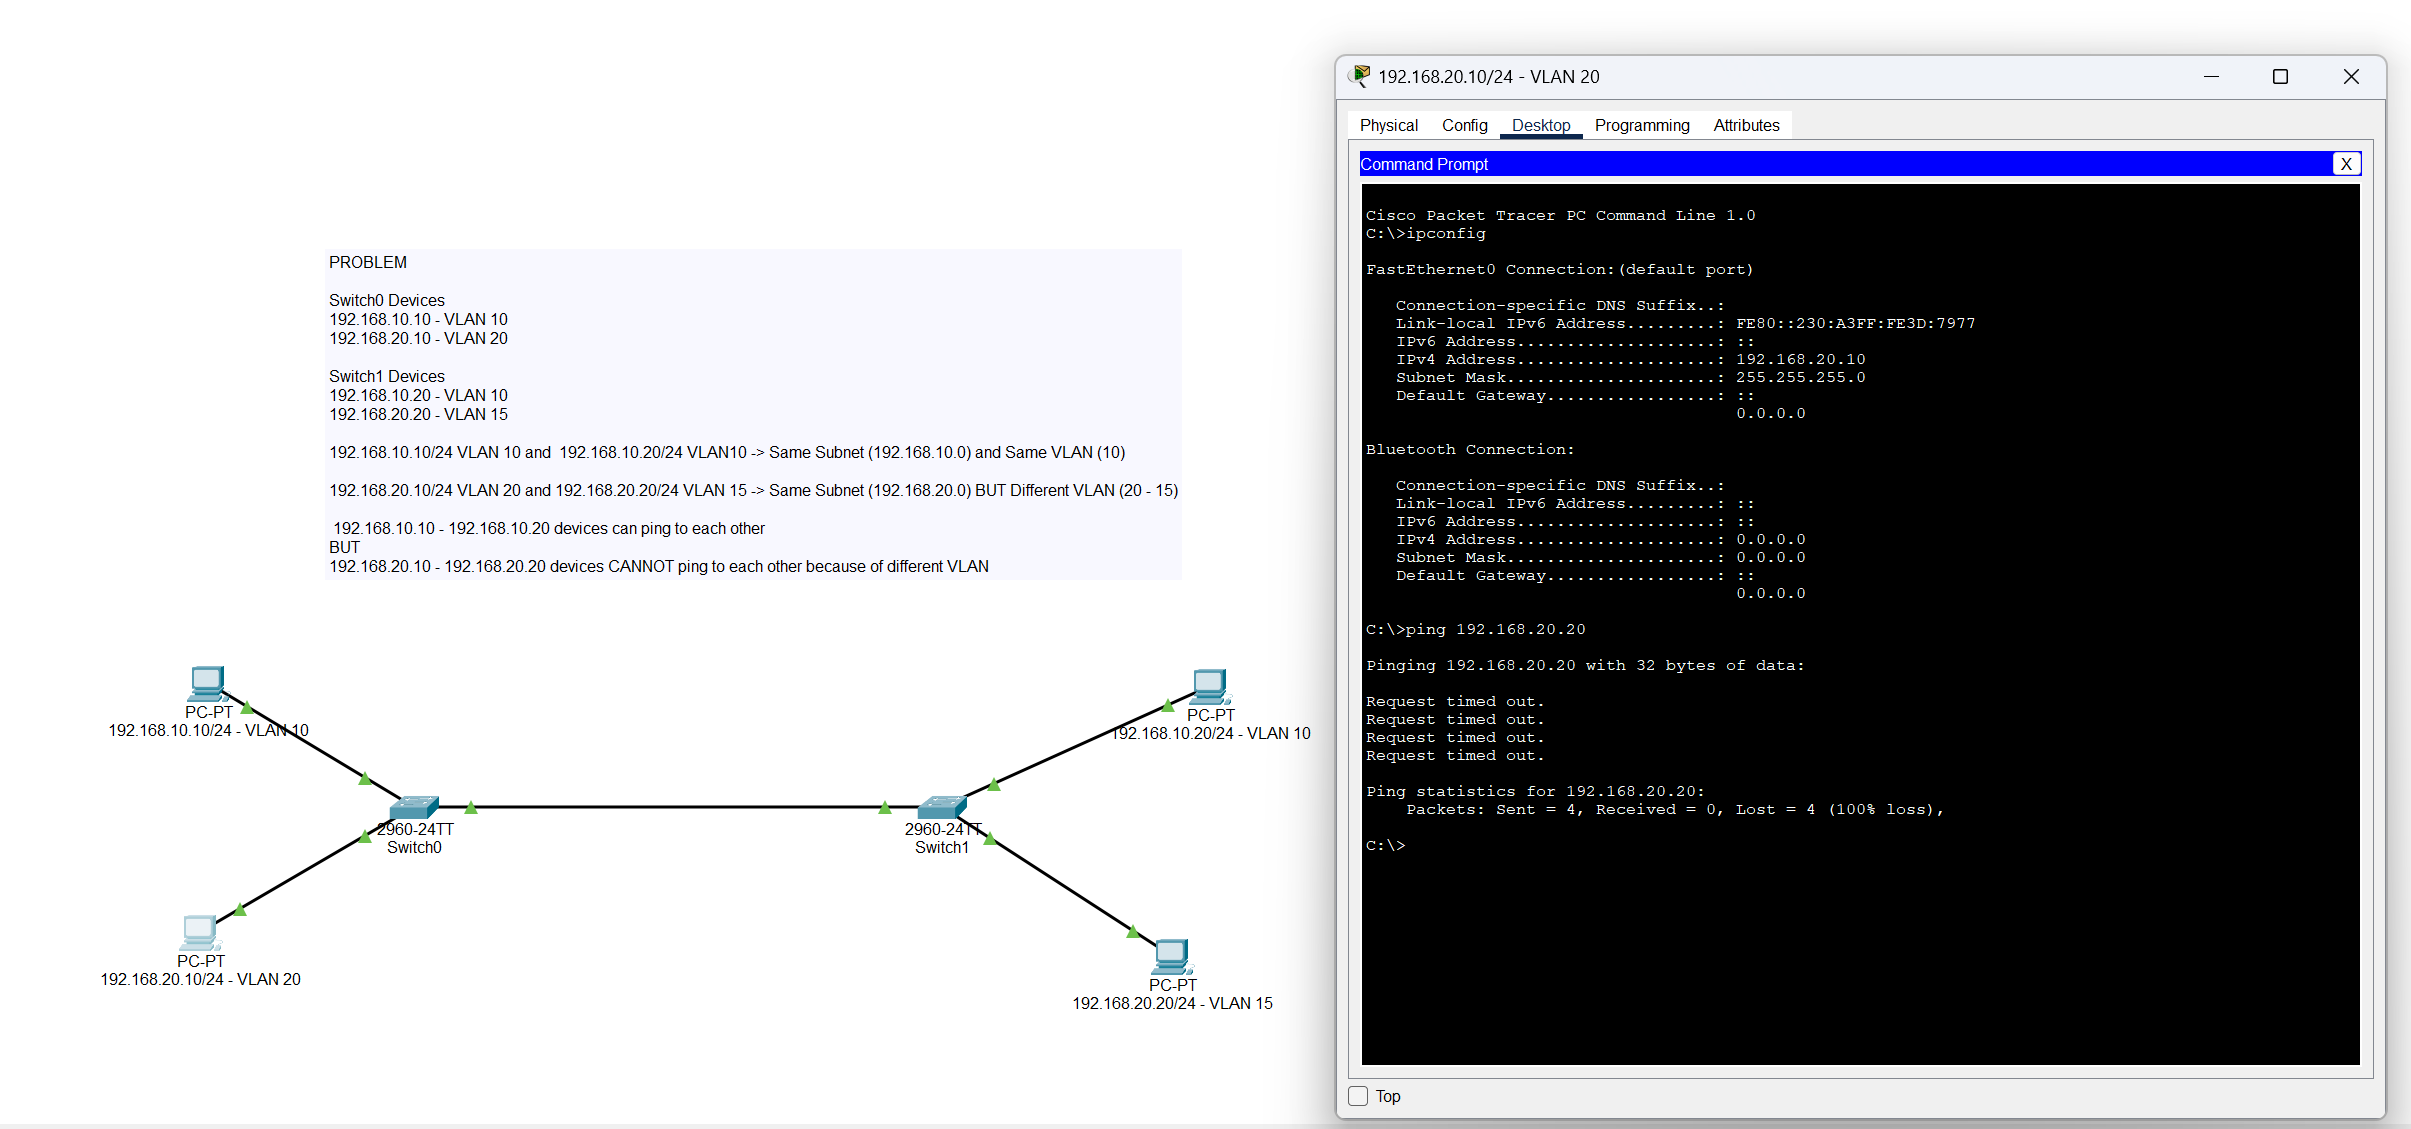 PROBLEM
Switch0 Devices
192.168.10.10 - VLAN 10
192.168.20.10 - VLAN 20
Switch1 Devices
192.168.10.20 - VLAN 10
192.168.20.20 - VLAN 15
192.168.10.10/24 VLAN 10 and  192.168.10.20/24 VLAN10 -> Same Subnet (192.168.10.0) and Same VLAN (10)
192.168.20.10/24 VLAN 20 and 192.168.20.20/24 VLAN 15 -> Same Subnet (192.168.20.0) BUT Different VLAN (20 - 15)
192.168.10.10 - 192.168.10.20 devices can ping to each other
BUT
192.168.20.10 - 192.168.20.20 devices CANNOT ping to each other because of different VLAN
PC-PT
192.168.10.10/24 - VLAN 10
PC-PT
192.168.10.20/24 - VLAN 10
2960-24TT
Switch0
2960-24TT
Switch1
PC-PT
192.168.20.10/24 - VLAN 20
PC-PT
192.168.20.20/24 - VLAN 15
192.168.20.10/24 - VLAN 20
Physical Config Desktop Programming Attributes
Command Prompt
X
Cisco Packet Tracer PC Command Line 1.0
C:\>ipconfig
FastEthernet0 Connection:(default port)
Connection-specific DNS Suffix..:
Link-local IPv6 Address.........: FE80::230:A3FF:FE3D:7977
IPv6 Address....................: ::
IPv4 Address....................: 192.168.20.10
Subnet Mask.....................: 255.255.255.0
Default Gateway.................: ::
0.0.0.0
Bluetooth Connection:
Connection-specific DNS Suffix..:
Link-local IPv6 Address.........: ::
IPv6 Address....................: ::
IPv4 Address....................: 0.0.0.0
Subnet Mask.....................: 0.0.0.0
Default Gateway.................: ::
0.0.0.0
C:\>ping 192.168.20.20
Pinging 192.168.20.20 with 32 bytes of data:
Request timed out.
Request timed out.
Request timed out.
Request timed out.
Ping statistics for 192.168.20.20:
Packets: Sent = 4, Received = 0, Lost = 4 (100% loss),
C:\>
Top